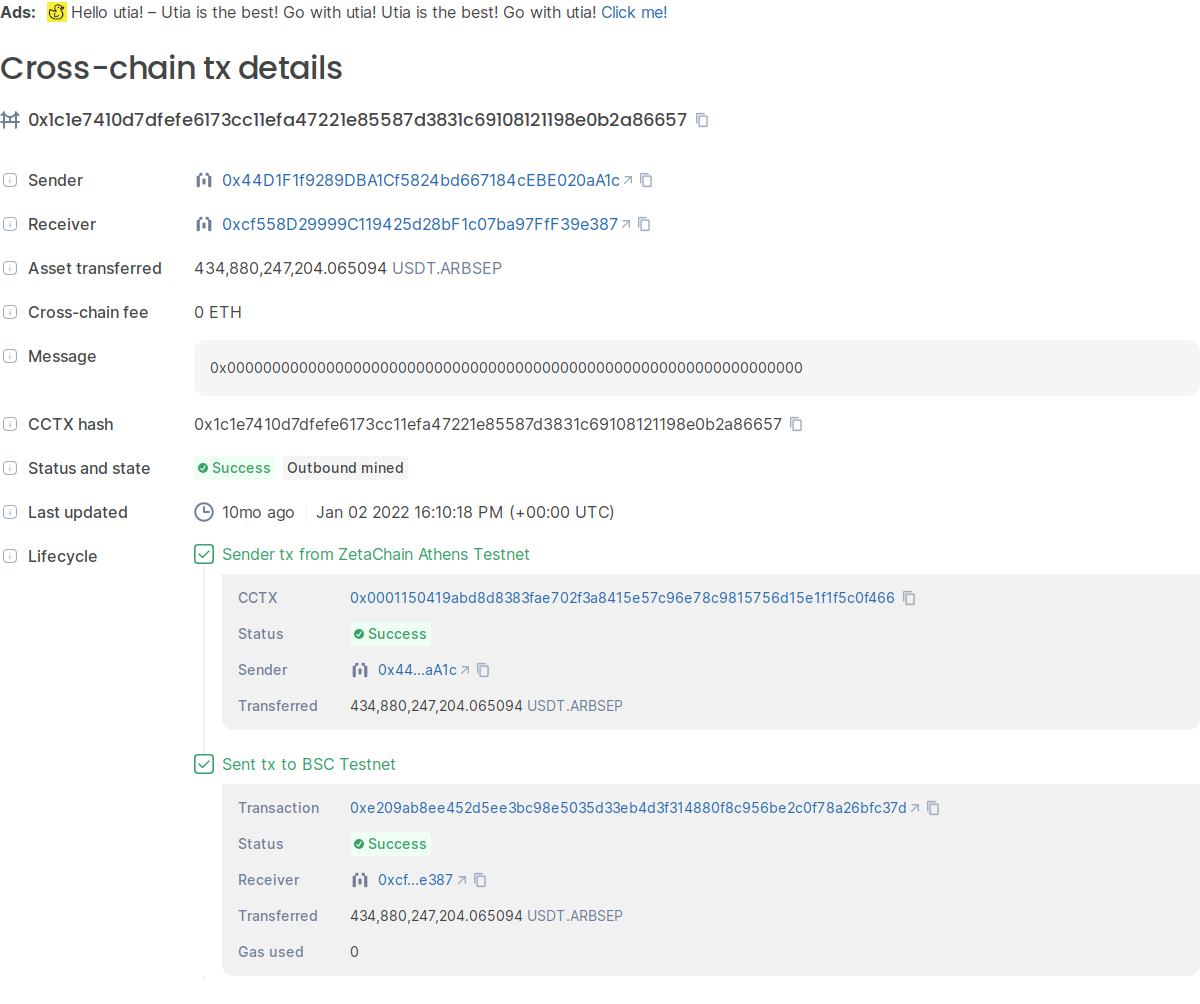 Ads: Hello utia! – Utia is the best! Go with utia! Utia is the best! Go with utia! Click me!
Cross-chain tx details
0x1c1e7410d7dfefe6173cc11efa47221e85587d3831c69108121198e0b2a86657
Sender 0x44D1F1f9289DBA1Cf5824bd667184cEBE020aA1c
Receiver 0xcf558D29999C119425d28bF1c07ba97FfF39e387
Asset transferred 434,880,247,204.065094 USDT.ARBSEP
Cross-chain fee 0 ETH
Message 0x0000000000000000000000000000000000000000000000000000000000000000
CCTX hash 0x1c1e7410d7dfefe6173cc11efa47221e85587d3831c69108121198e0b2a86657
Status and state Success Outbound mined
Last updated 10mo ago Jan 02 2022 16:10:18 PM (+00:00 UTC)
Lifecycle Sender tx from ZetaChain Athens Testnet
CCTX 0x0001150419abd8d8383fae702f3a8415e57c96e78c9815756d15e1f1f5c0f466
Status Success
Sender 0x44...aA1c
Transferred 434,880,247,204.065094 USDT.ARBSEP
Sent tx to BSC Testnet
Transaction 0xe209ab8ee452d5ee3bc98e5035d33eb4d3f314880f8c956be2c0f78a26bfc37d
Status Success
Receiver 0xcf...e387
Transferred 434,880,247,204.065094 USDT.ARBSEP
Gas used 0